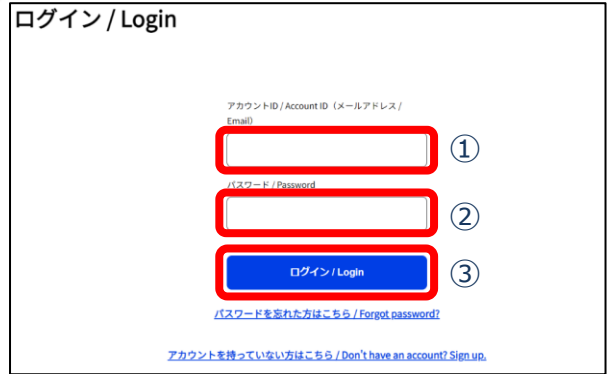 ログイン / Login
アカウントID / Account ID（メールアドレス /
Email）
①
パスワード / Password
②
ログイン / Login
③
パスワードを忘れた方はこちら / Forgot password?
アカウントを持っていない方はこちら / Don't have an account? Sign up.